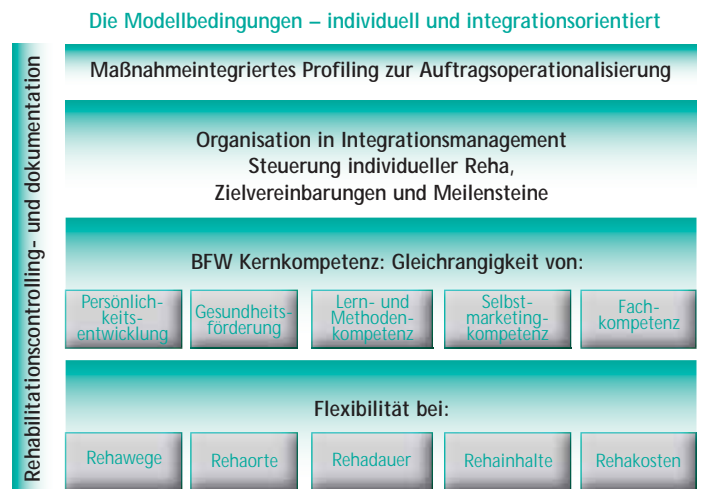 Die Modellbedingungen – individuell und integrationsorientiert
Rehabilitationscontrolling- und dokumentation
Maßnahmeintegriertes Profiling zur Auftragsoperationalisierung
Organisation in Integrationsmanagement
Steuerung individueller Reha,
Zielvereinbarungen und Meilensteine
BFW Kernkompetenz: Gleichrangigkeit von:
Persönlich-
keits-
entwicklung
Gesundheits-
förderung
Lern- und
Methoden-
kompetenz
Selbst-
marketing-
kompetenz
Fach-
kompetenz
Flexibilität bei:
Rehawege
Rehaorte
Rehadauer
Rehainhalte
Rehakosten